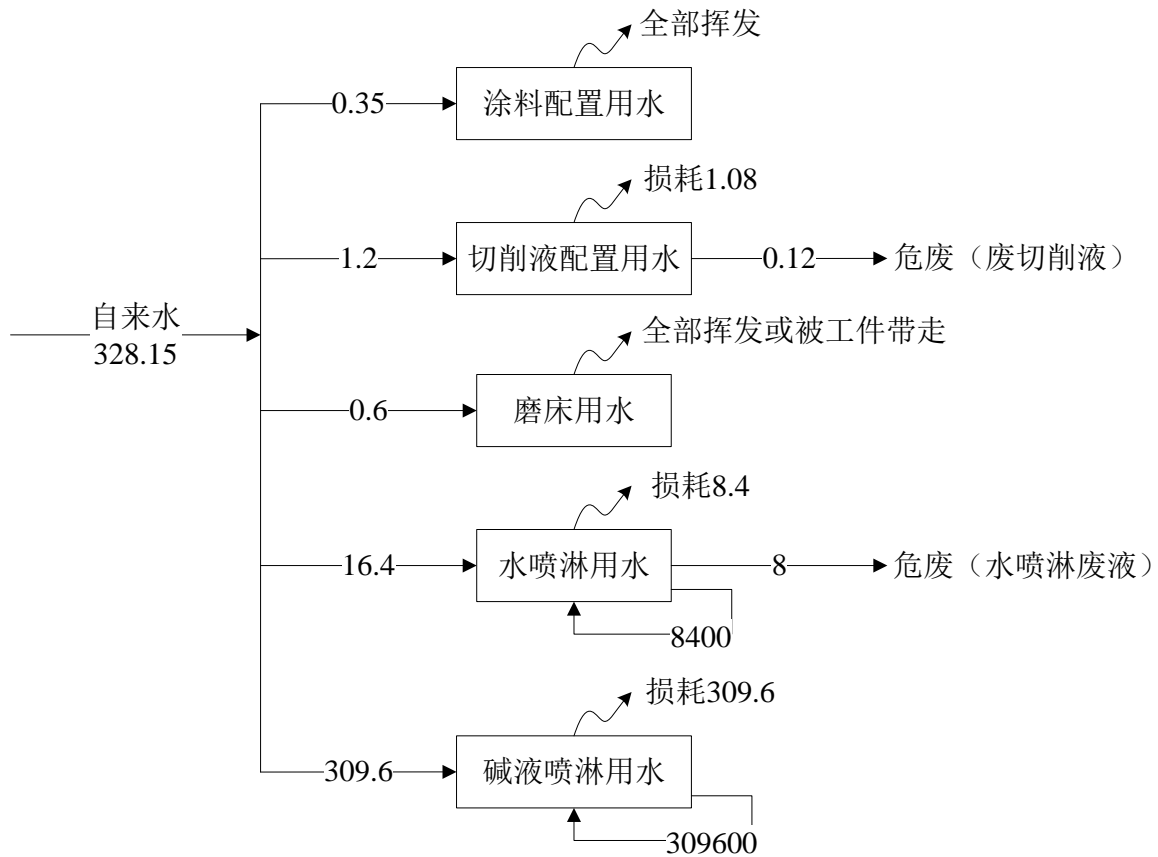 全部挥发
0.35
涂料配置用水
损耗1.08
1.2
切削液配置用水
0.12
危废（废切削液）
自来水
328.15
全部挥发或被工件带走
0.6
磨床用水
损耗8.4
16.4
水喷淋用水
8
危废（水喷淋废液）
8400
损耗309.6
309.6
碱液喷淋用水
309600